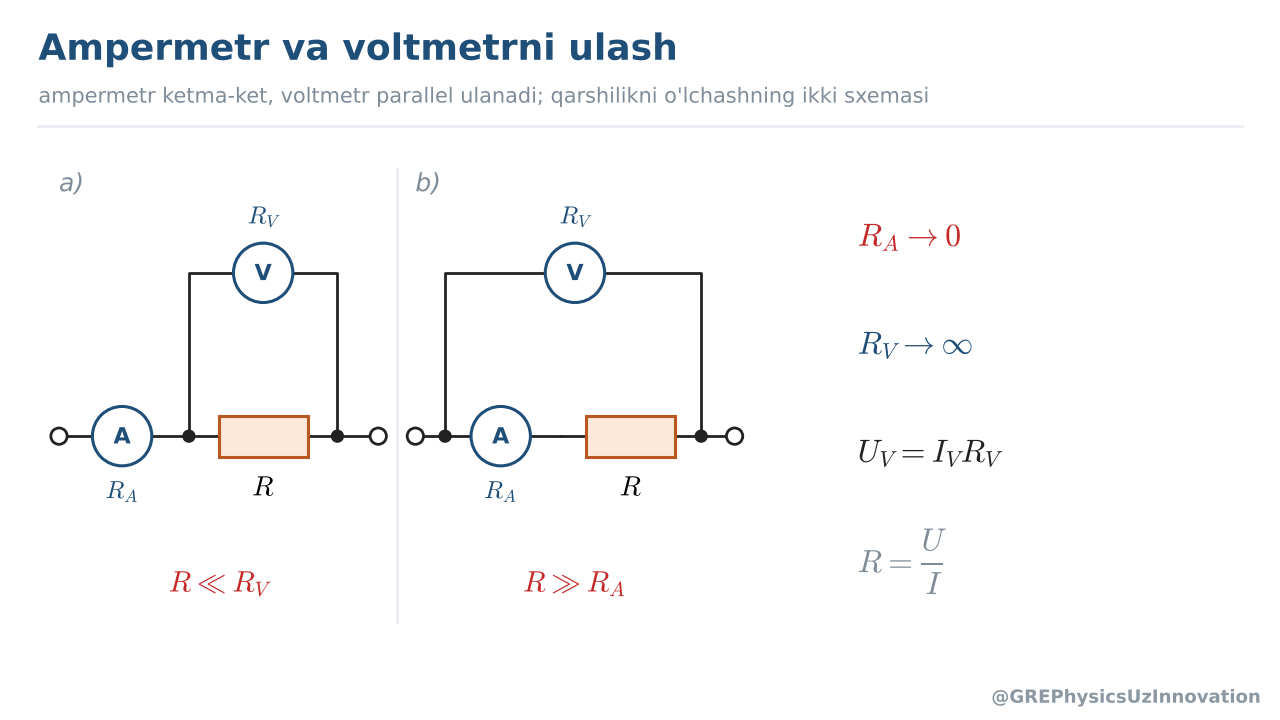 Ampermetr va voltmetrni ulash
ampermetr ketma-ket, voltmetr parallel ulanadi; qarshilikni o'lchashning ikki sxemasi
a)
R_V
V
A
R_A
R
R ≪ R_V
b)
R_V
V
A
R_A
R
R ≫ R_A
R_A → 0
R_V → ∞
U_V = I_V R_V
R = U/I
@GREPhysicsUzInnovation